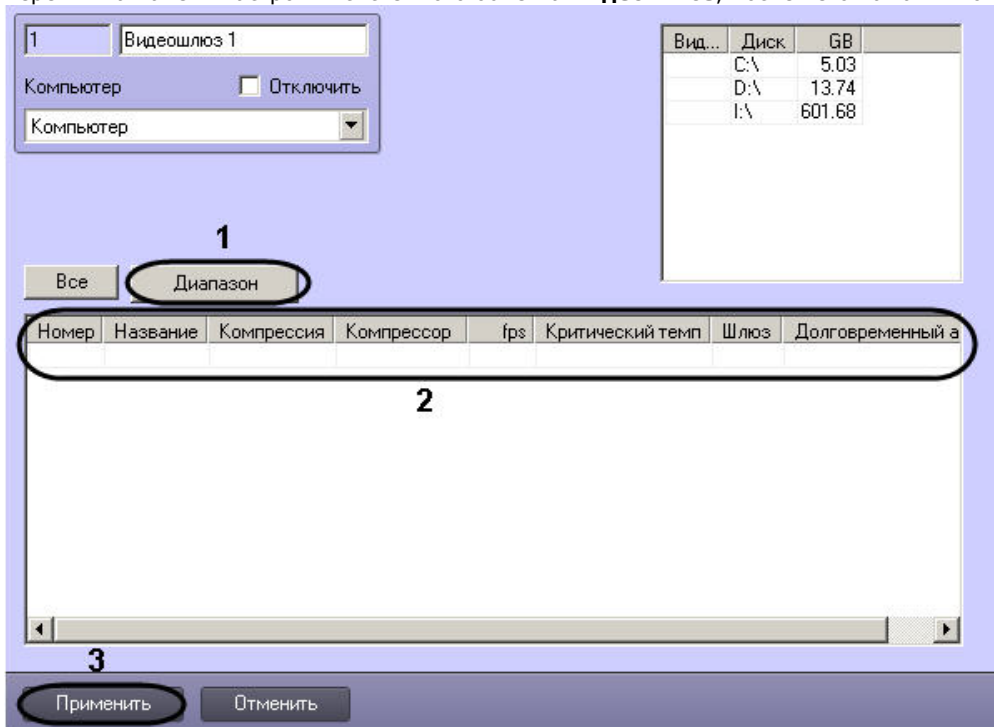 1 Видеошлюз 1
Компьютер Отключить
Компьютер
Вид... Диск GB
C:\ 5.03
D:\ 13.74
I:\ 601.68
1
Все Диапазон
Номер Название Компрессия Компрессор fps Критический темп Шлюз Долговременный а
2
3
Применить Отменить